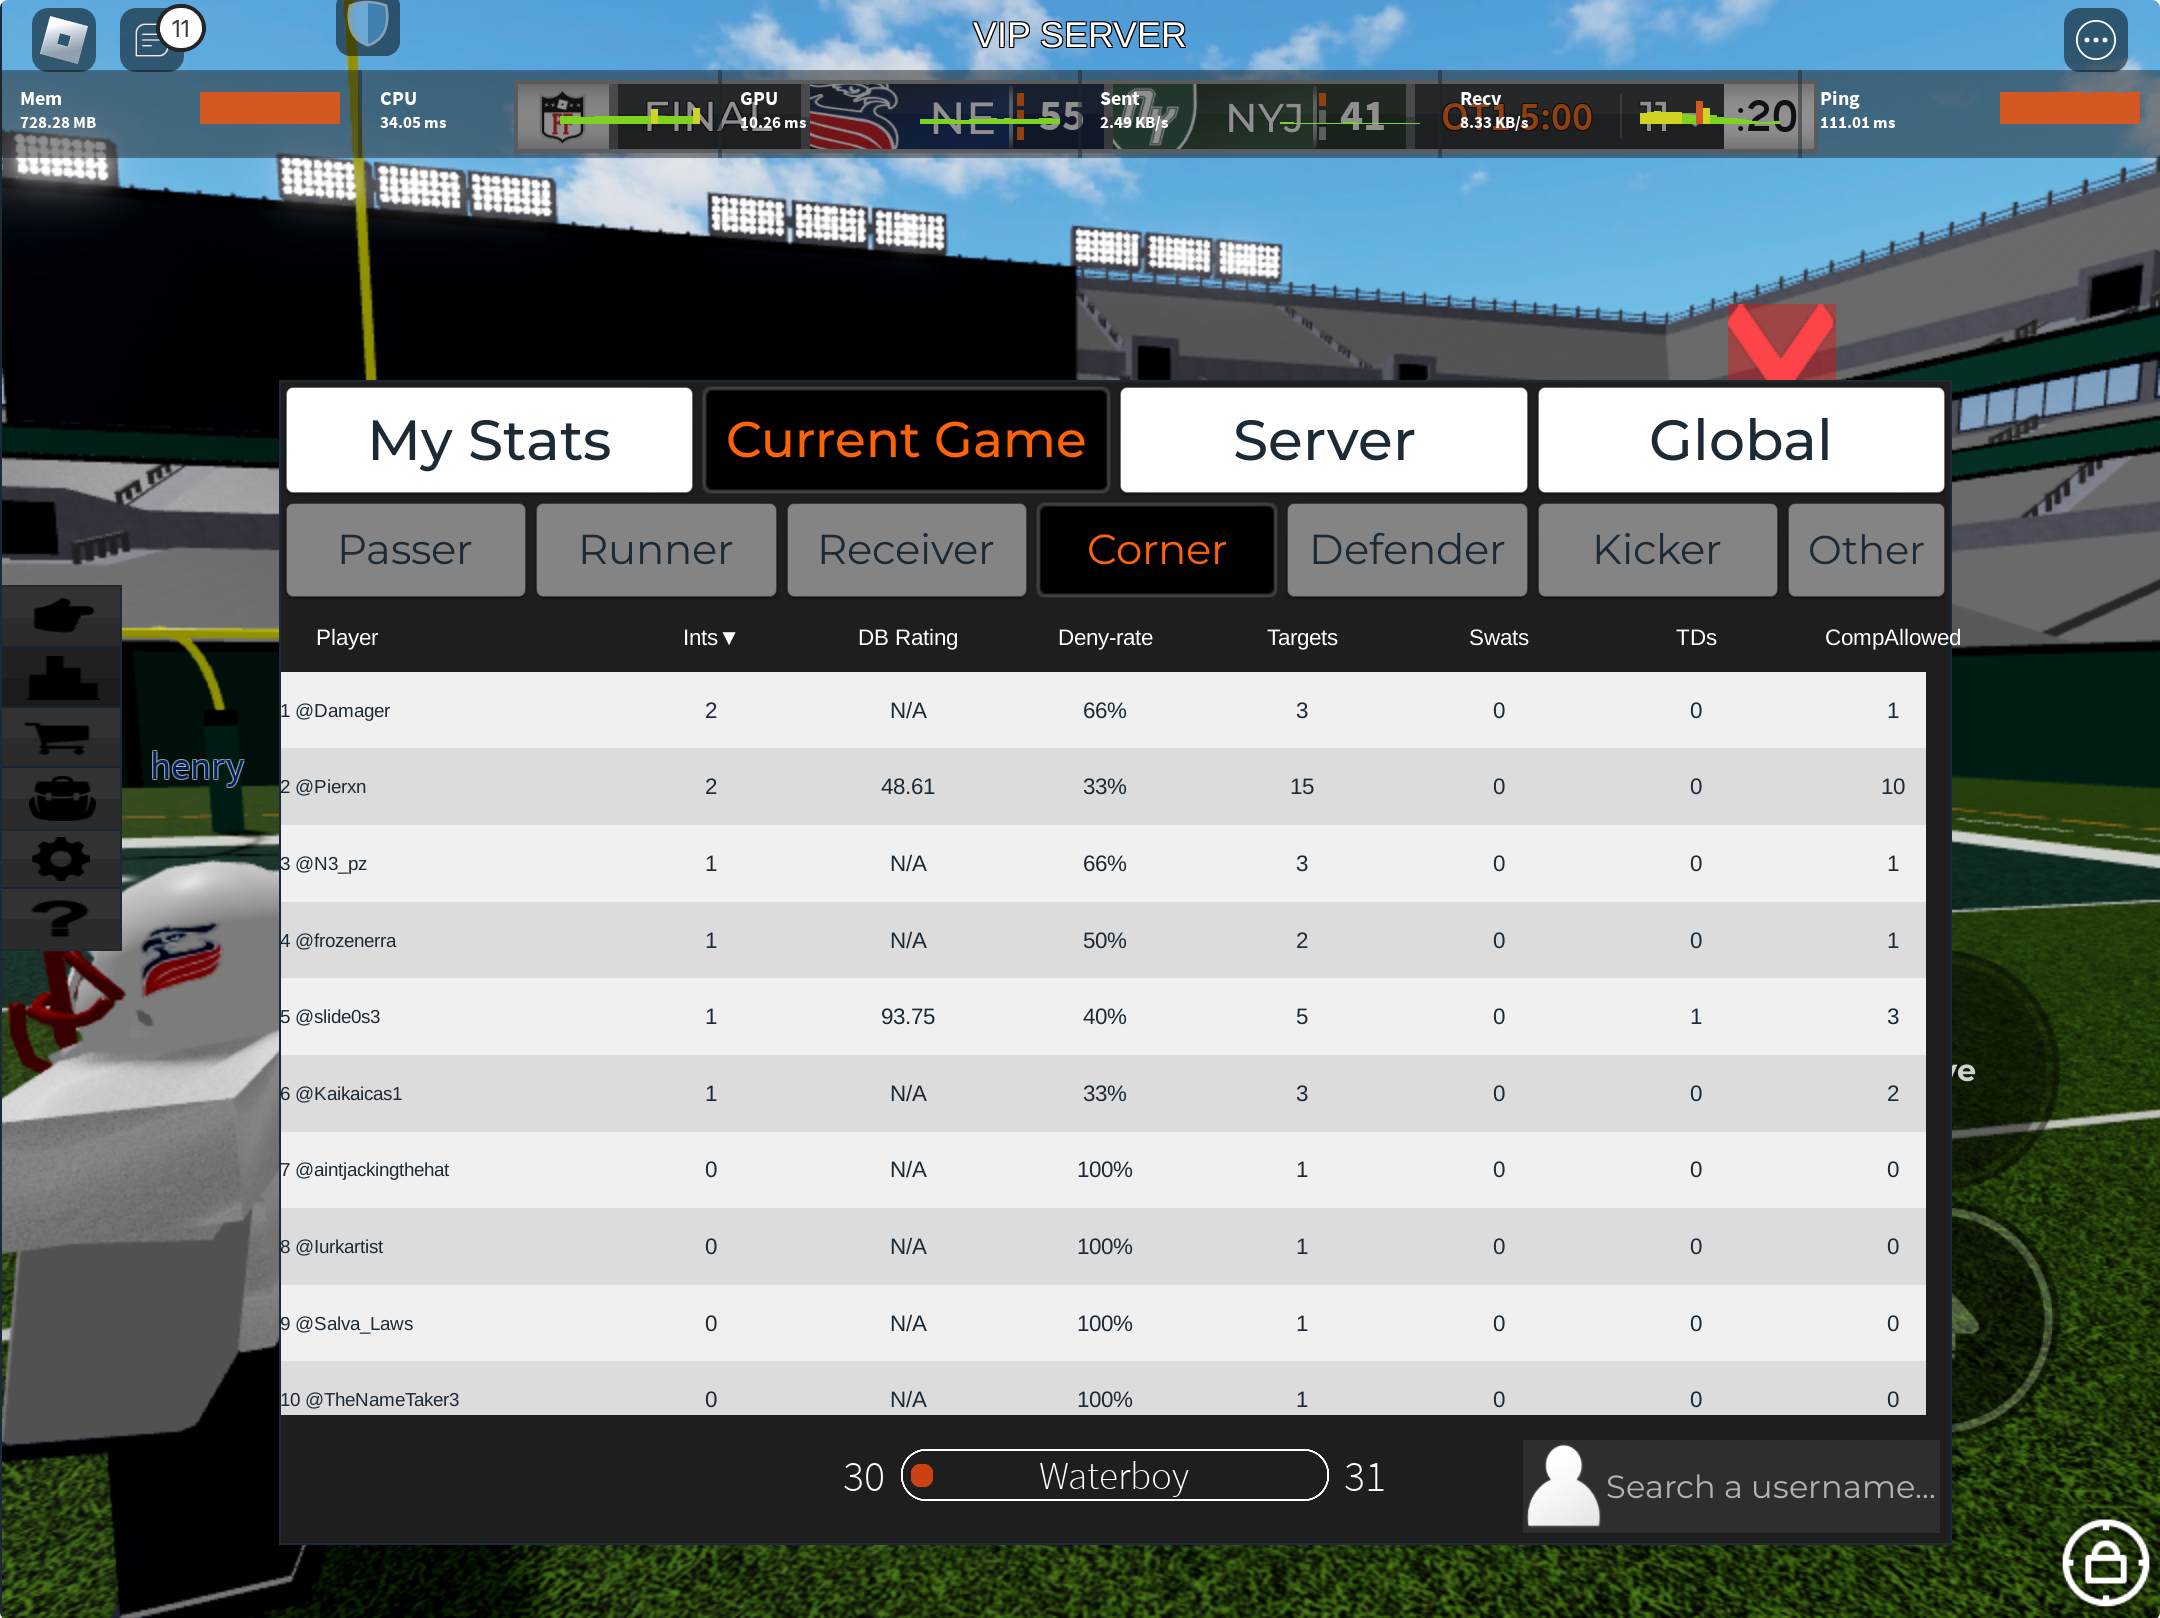 11
VIP SERVER
Mem
728.28 MB
CPU
34.05 ms
GPU
10.26 ms
Sent
2.49 KB/s
Recv
8.33 KB/s
Ping
111.01 ms
NE 55 NYJ 41 OT1 5:00 11 :20
My Stats Current Game Server Global
Passer Runner Receiver Corner Defender Kicker Other
Player Ints▼ DB Rating Deny-rate Targets Swats TDs CompAllowed
1 @Damager 2 N/A 66% 3 0 0 1
2 @Pierxn 2 48.61 33% 15 0 0 10
3 @N3_pz 1 N/A 66% 3 0 0 1
4 @frozenerra 1 N/A 50% 2 0 0 1
5 @slide0s3 1 93.75 40% 5 0 1 3
6 @Kaikaicas1 1 N/A 33% 3 0 0 2
7 @aintjackingthehat 0 N/A 100% 1 0 0 0
8 @Iurkartist 0 N/A 100% 1 0 0 0
9 @Salva_Laws 0 N/A 100% 1 0 0 0
10 @TheNameTaker3 0 N/A 100% 1 0 0 0
henry
30 Waterboy 31
Search a username...